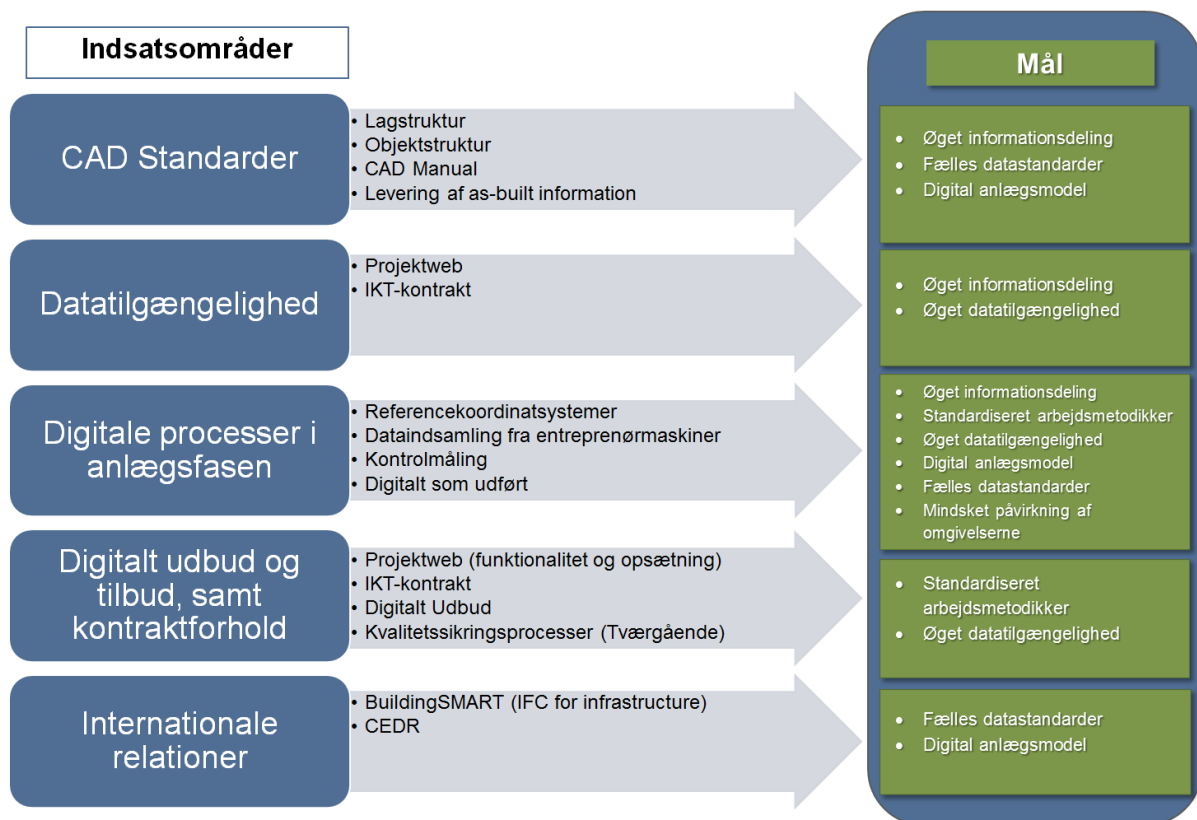 Indsatsområder
Mål
CAD Standarder
• Lagstruktur
• Objektstruktur
• CAD Manual
• Levering af as-built information
• Øget informationsdeling
• Fælles datastandarder
• Digital anlægsmodel
Datatilgængelighed
• Projektweb
• IKT-kontrakt
• Øget informationsdeling
• Øget datatilgængelighed
Digitale processer i
anlægsfasen
• Referencekoordinatsystemer
• Dataindsamling fra entreprenørmaskiner
• Kontrolmåling
• Digitalt som udført
• Øget informationsdeling
• Standardiseret arbejdsmetodikker
• Øget datatilgængelighed
• Digital anlægsmodel
• Fælles datastandarder
• Mindsket påvirkning af
omgivelserne
Digitalt udbud og
tilbud, samt
kontraktforhold
• Projektweb (funktionalitet og opsætning)
• IKT-kontrakt
• Digitalt Udbud
• Kvalitetssikringsprocesser (Tværgående)
• Standardiseret
arbejdsmetodikker
• Øget datatilgængelighed
Internationale
relationer
• BuildingSMART (IFC for infrastructure)
• CEDR
• Fælles datastandarder
• Digital anlægsmodel